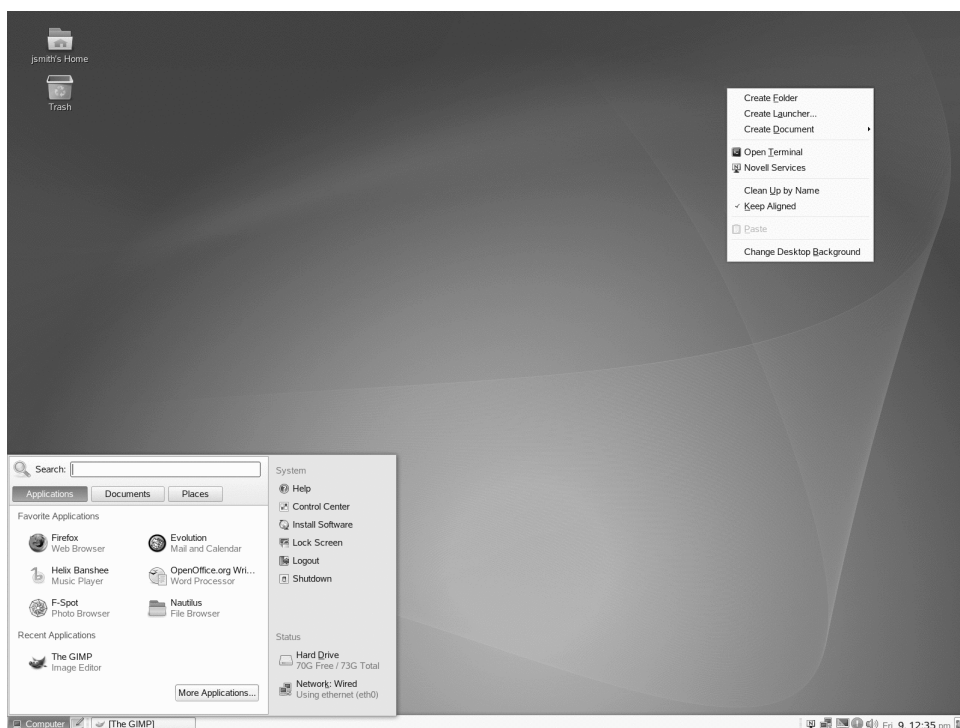 jsmith's Home
Trash
Create Folder
Create Launcher...
Create Document
Open Terminal
Novell Services
Clean Up by Name
Keep Aligned
Paste
Change Desktop Background
Search:
Applications
Documents
Places
Favorite Applications
Firefox
Web Browser
Evolution
Mail and Calendar
Helix Banshee
Music Player
OpenOffice.org Wri...
Word Processor
F-Spot
Photo Browser
Nautilus
File Browser
Recent Applications
The GIMP
Image Editor
More Applications...
System
Help
Control Center
Install Software
Lock Screen
Logout
Shutdown
Status
Hard Drive
70G Free / 73G Total
Network: Wired
Using ethernet (eth0)
Computer
[The GIMP]
Fri 9, 12:35 pm